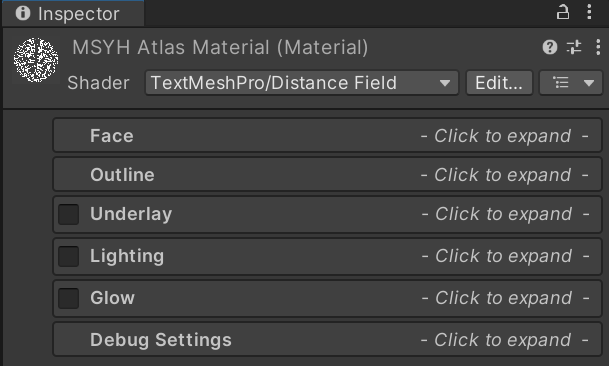 Inspector
MSYH Atlas Material (Material)
Shader TextMeshPro/Distance Field Edit...
Face - Click to expand -
Outline - Click to expand -
Underlay - Click to expand -
Lighting - Click to expand -
Glow - Click to expand -
Debug Settings - Click to expand -